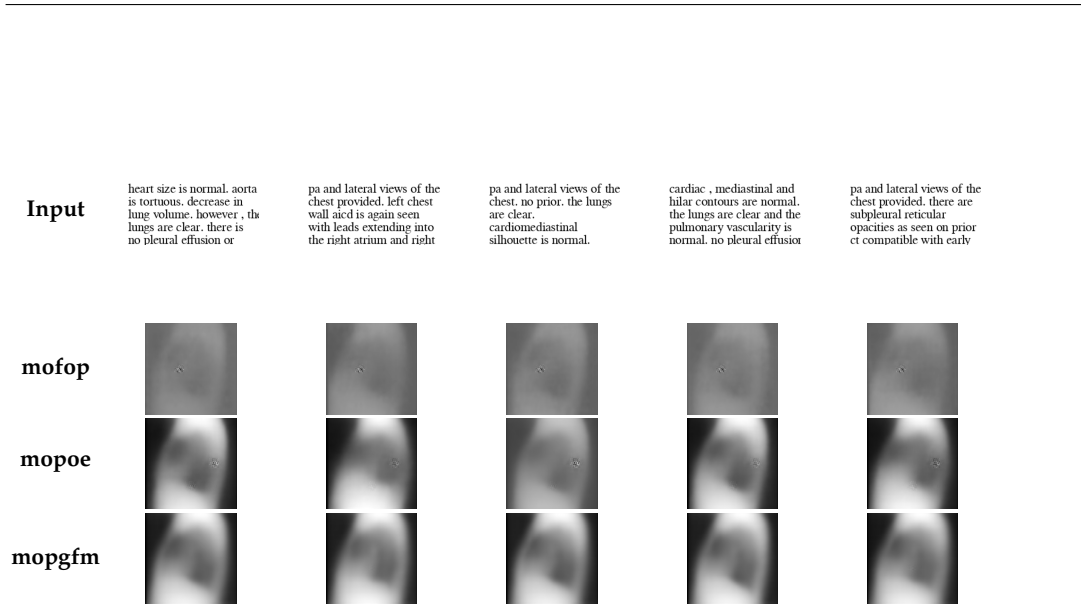 Input
heart size is normal. aorta
is tortuous. decrease in
lung volume. however , the
lungs are clear. there is
no pleural effusion or
pa and lateral views of the
chest provided. left chest
wall aicd is again seen
with leads extending into
the right atrium and right
pa and lateral views of the
chest. no prior. the lungs
are clear.
cardiomediastinal
silhouette is normal.
cardiac , mediastinal and
hilar contours are normal.
the lungs are clear and the
pulmonary vascularity is
normal. no pleural effusion
pa and lateral views of the
chest provided. there are
subpleural reticular
opacities as seen on prior
ct compatible with early
mofop
mopoe
mopgfm